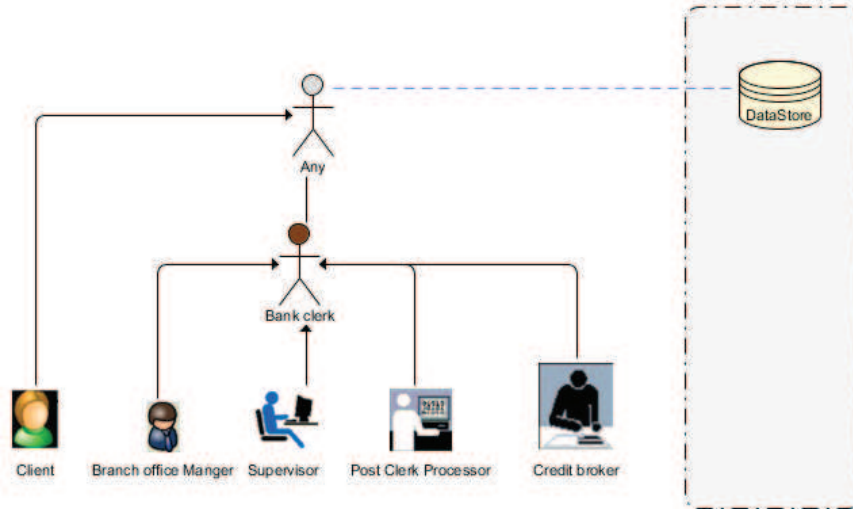 DataStore
Any
Bank clerk
Client
Branch office Manger
Supervisor
Post Clerk Processor
Credit broker